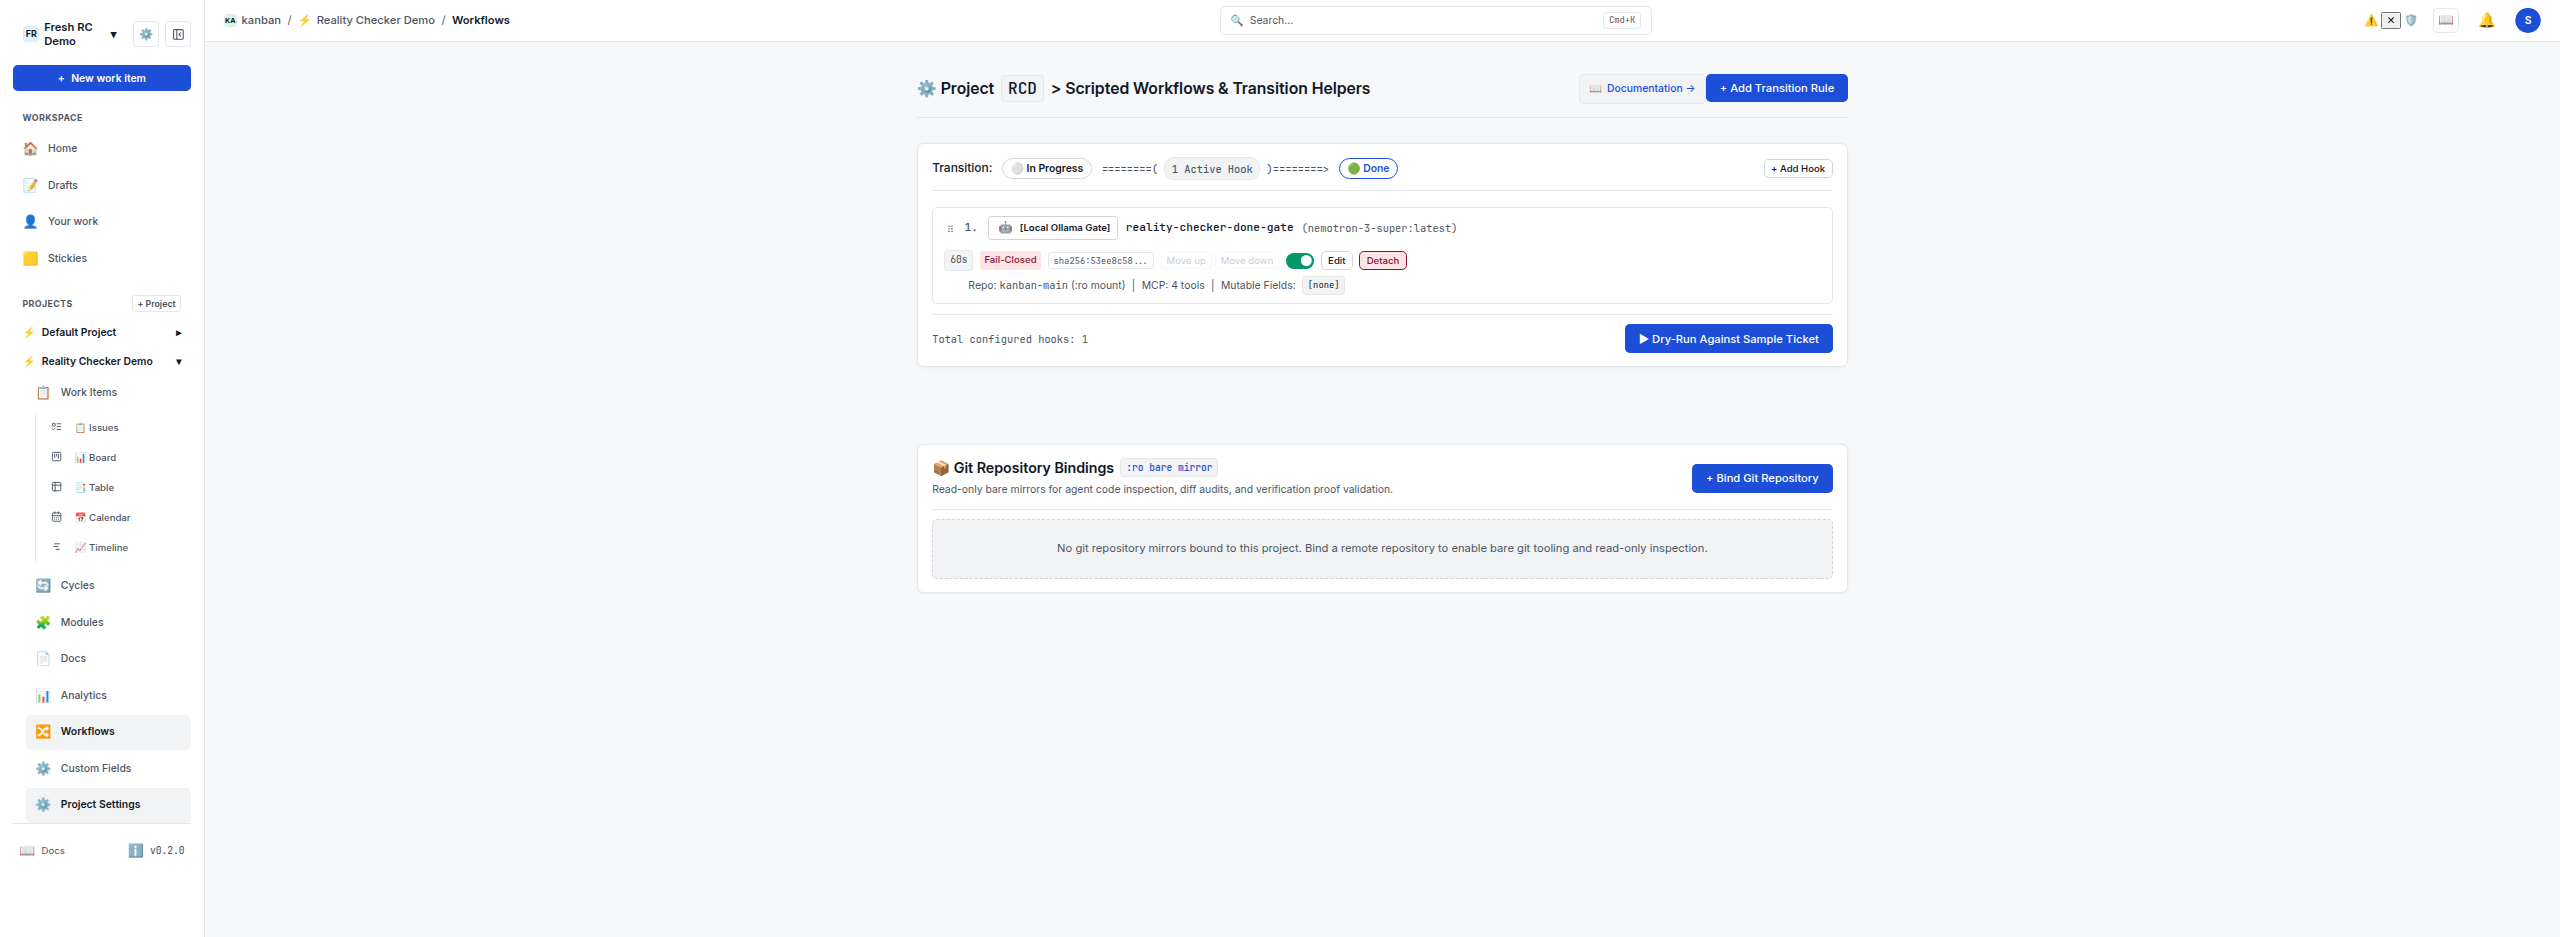 FR Fresh RC Demo ▼
+ New work item
WORKSPACE
Home
Drafts
Your work
Stickies
PROJECTS + Project
Default Project ►
Reality Checker Demo ▼
Work Items
Issues
Board
Table
Calendar
Timeline
Cycles
Modules
Docs
Analytics
Workflows
Custom Fields
Project Settings
Docs v0.2.0
KA kanban / Reality Checker Demo / Workflows
Search... Cmd+K
✕ S
Project RCD > Scripted Workflows & Transition Helpers
Documentation → + Add Transition Rule
Transition: In Progress ========( 1 Active Hook )========> Done + Add Hook
1. [Local Ollama Gate] reality-checker-done-gate (nemotron-3-super:latest)
60s Fail-Closed sha256:53ee8c58... Move up Move down Edit Detach
Repo: kanban-main (:ro mount) | MCP: 4 tools | Mutable Fields: [none]
Total configured hooks: 1 ▶ Dry-Run Against Sample Ticket
Git Repository Bindings :ro bare mirror
Read-only bare mirrors for agent code inspection, diff audits, and verification proof validation.
+ Bind Git Repository
No git repository mirrors bound to this project. Bind a remote repository to enable bare git tooling and read-only inspection.